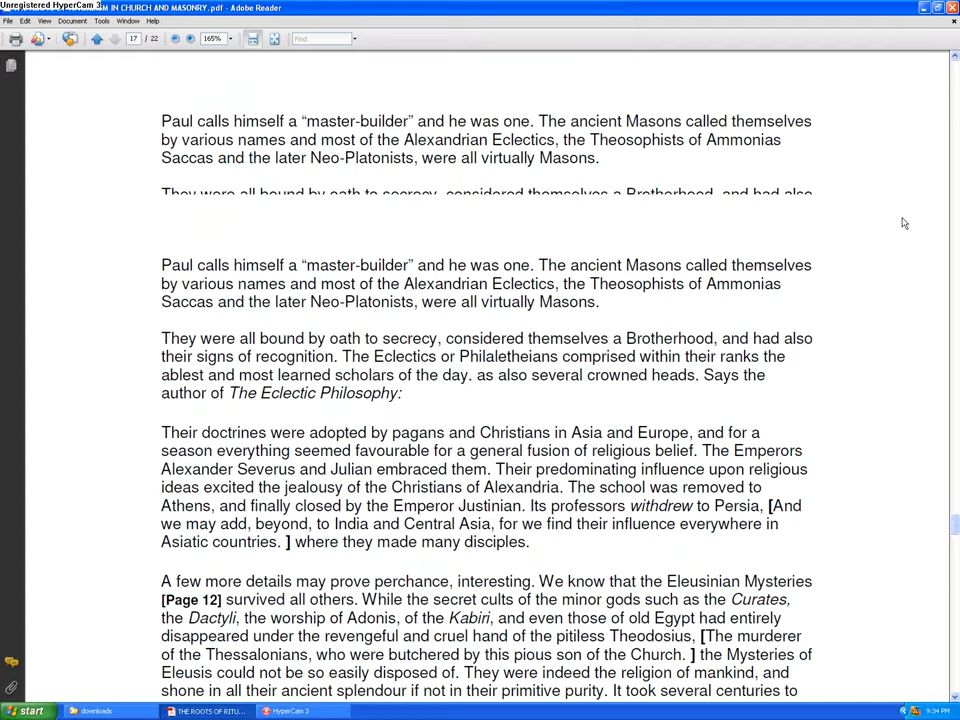 Unregistered HyperCam 3
M IN CHURCH AND MASONRY.pdf - Adobe Reader
File Edit View Document Tools Window Help
17 / 22 165% Find
Paul calls himself a “master-builder” and he was one. The ancient Masons called themselves
by various names and most of the Alexandrian Eclectics, the Theosophists of Ammonias
Saccas and the later Neo-Platonists, were all virtually Masons.
They were all bound by oath to secrecy, considered themselves a Brotherhood, and had also
Paul calls himself a “master-builder” and he was one. The ancient Masons called themselves
by various names and most of the Alexandrian Eclectics, the Theosophists of Ammonias
Saccas and the later Neo-Platonists, were all virtually Masons.
They were all bound by oath to secrecy, considered themselves a Brotherhood, and had also
their signs of recognition. The Eclectics or Philaletheians comprised within their ranks the
ablest and most learned scholars of the day. as also several crowned heads. Says the
author of The Eclectic Philosophy:
Their doctrines were adopted by pagans and Christians in Asia and Europe, and for a
season everything seemed favourable for a general fusion of religious belief. The Emperors
Alexander Severus and Julian embraced them. Their predominating influence upon religious
ideas excited the jealousy of the Christians of Alexandria. The school was removed to
Athens, and finally closed by the Emperor Justinian. Its professors withdrew to Persia, [And
we may add, beyond, to India and Central Asia, for we find their influence everywhere in
Asiatic countries. ] where they made many disciples.
A few more details may prove perchance, interesting. We know that the Eleusinian Mysteries
[Page 12] survived all others. While the secret cults of the minor gods such as the Curates,
the Dactyli, the worship of Adonis, of the Kabiri, and even those of old Egypt had entirely
disappeared under the revengeful and cruel hand of the pitiless Theodosius, [The murderer
of the Thessalonians, who were butchered by this pious son of the Church. ] the Mysteries of
Eleusis could not be so easily disposed of. They were indeed the religion of mankind, and
shone in all their ancient splendour if not in their primitive purity. It took several centuries to
start downloads THE ROOTS OF RITU... HyperCam 3 9:34 PM